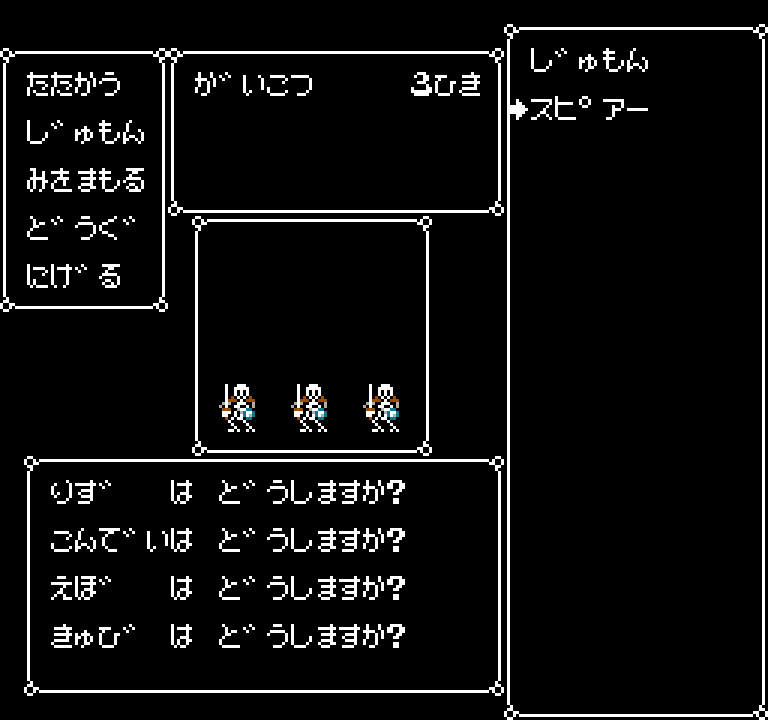 たたかう
じゅもん
みきまもる
どうぐ
にげる
がいこつ 3ひき
じゅもん
スピアー
りず は どうしますか?
こんでいは どうしますか?
えぼ は どうしますか?
きゅび は どうしますか?